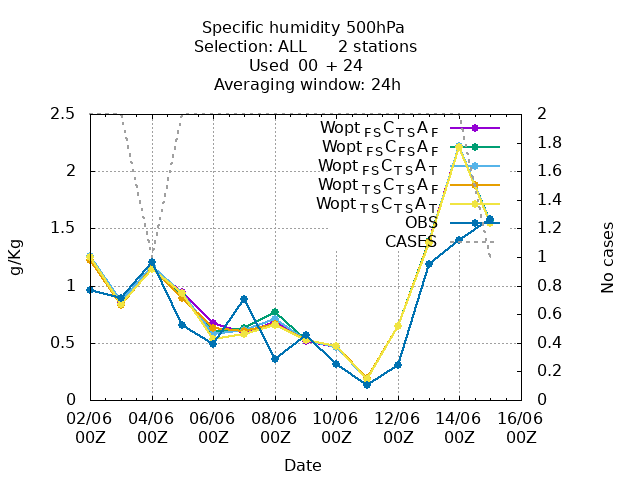 Specific humidity 500hPa
Selection: ALL 2 stations
Used 00 + 24
Averaging window: 24h
2.5 2
Wopt FS C TS A F
1.8
Wopt FS C FS A F
2 1.6
Wopt FS C TS A T
Wopt TS C TS A F
1.4
Wopt TS C TS A T
1.5 1.2
OBS
CASES
g/Kg 1 No cases
1 0.8
0.6
0.5 0.4
0.2
0 0
02/06 04/06 06/06 08/06 10/06 12/06 14/06 16/06
00Z 00Z 00Z 00Z 00Z 00Z 00Z 00Z
Date